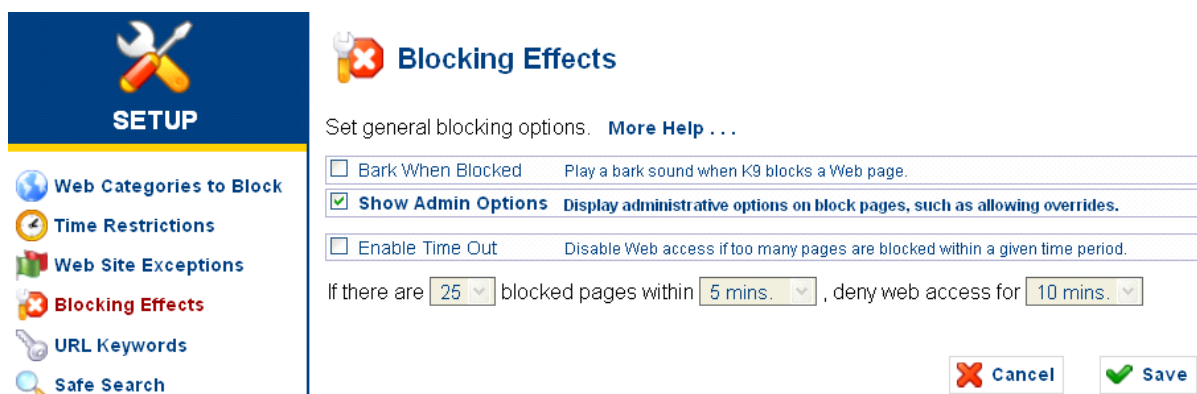 SETUP
Web Categories to Block
Time Restrictions
Web Site Exceptions
Blocking Effects
URL Keywords
Safe Search
Blocking Effects
Set general blocking options. More Help . . .
Bark When Blocked Play a bark sound when K9 blocks a Web page.
Show Admin Options Display administrative options on block pages, such as allowing overrides.
Enable Time Out Disable Web access if too many pages are blocked within a given time period.
If there are 25 blocked pages within 5 mins. , deny web access for 10 mins.
Cancel Save